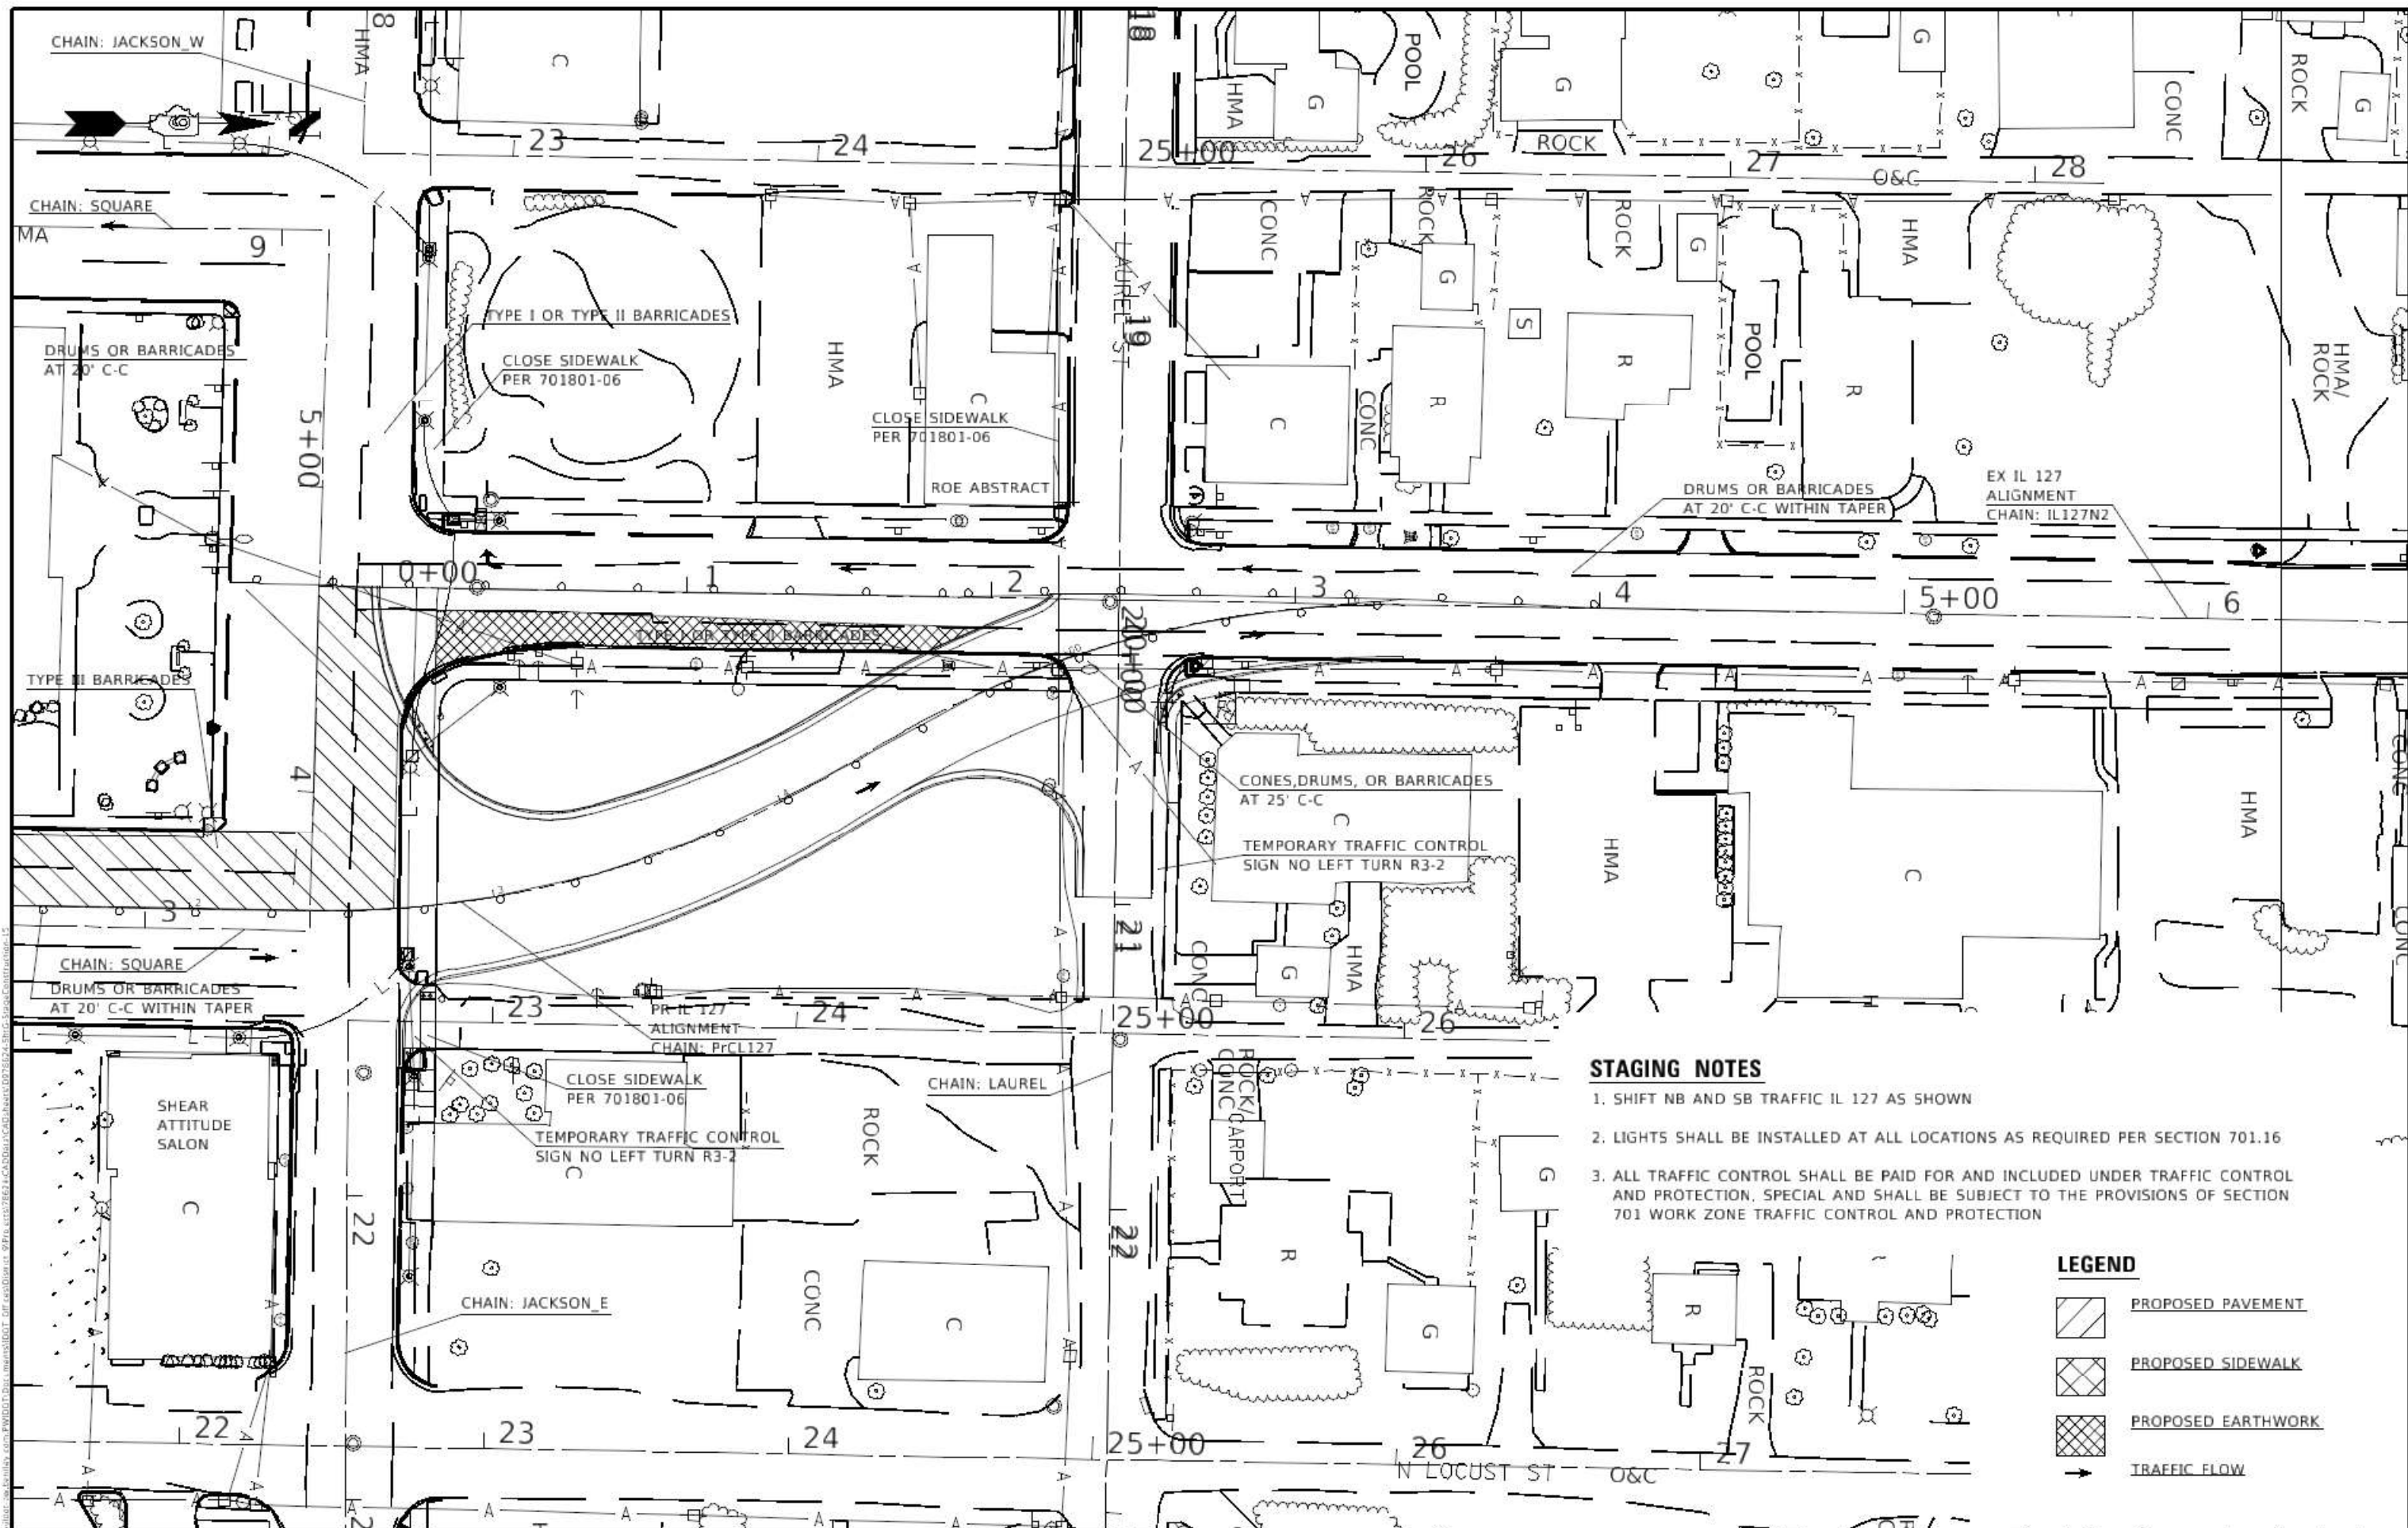 CHAIN: JACKSON_W
8
HMA
C
18
HMA
G
POOL
G
G
CONC
ROCK
G
23
24
25+00
26
ROCK
27
O&C
28
CHAIN: SQUARE
MA
9
CONC
ROCK
ROCK
G
HMA
G
LAUREL ST
19
TYPE I OR TYPE II BARRICADES
DRUMS OR BARRICADES
AT 20' C-C
CLOSE SIDEWALK
PER 701801-06
HMA
C
S
R
POOL
R
R
HMA/
ROCK
5+00
CLOSE SIDEWALK
PER 701801-06
C
CONC
ROE ABSTRACT
DRUMS OR BARRICADES
AT 20' C-C WITHIN TAPER
EX IL 127
ALIGNMENT
CHAIN: IL127N2
0+00
1
2
3
4
5+00
6
20+00
TYPE I OR TYPE II BARRICADES
TYPE III BARRICADES
4
CONES,DRUMS, OR BARRICADES
AT 25' C-C
C
TEMPORARY TRAFFIC CONTROL
SIGN NO LEFT TURN R3-2
HMA
C
HMA
CONC
3
21
CONC
G
HMA
CONC
CHAIN: SQUARE
DRUMS OR BARRICADES
AT 20' C-C WITHIN TAPER
23
PR IL 127
ALIGNMENT
CHAIN: PrCL127
24
25+00
26
CLOSE SIDEWALK
PER 701801-06
CHAIN: LAUREL
ROCK/
CONC
CARPORT
SHEAR
ATTITUDE
SALON
C
TEMPORARY TRAFFIC CONTROL
SIGN NO LEFT TURN R3-2
C
ROCK
G
STAGING NOTES
1. SHIFT NB AND SB TRAFFIC IL 127 AS SHOWN
2. LIGHTS SHALL BE INSTALLED AT ALL LOCATIONS AS REQUIRED PER SECTION 701.16
3. ALL TRAFFIC CONTROL SHALL BE PAID FOR AND INCLUDED UNDER TRAFFIC CONTROL
AND PROTECTION, SPECIAL AND SHALL BE SUBJECT TO THE PROVISIONS OF SECTION
701 WORK ZONE TRAFFIC CONTROL AND PROTECTION
22
22
R
CHAIN: JACKSON_E
CONC
C
G
R
ROCK
LEGEND
PROPOSED PAVEMENT
PROPOSED SIDEWALK
PROPOSED EARTHWORK
TRAFFIC FLOW
22
23
24
25+00
26
27
N LOCUST ST
O&C